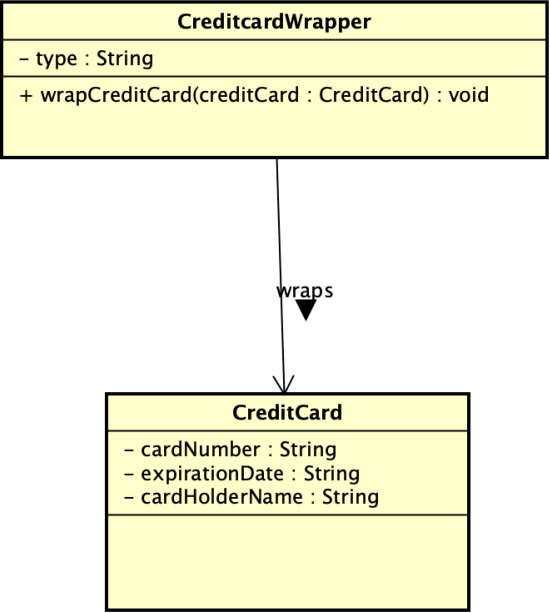 CreditcardWrapper
- type : String
+ wrapCreditCard(creditCard : CreditCard) : void
wraps
CreditCard
- cardNumber : String
- expirationDate : String
- cardHolderName : String